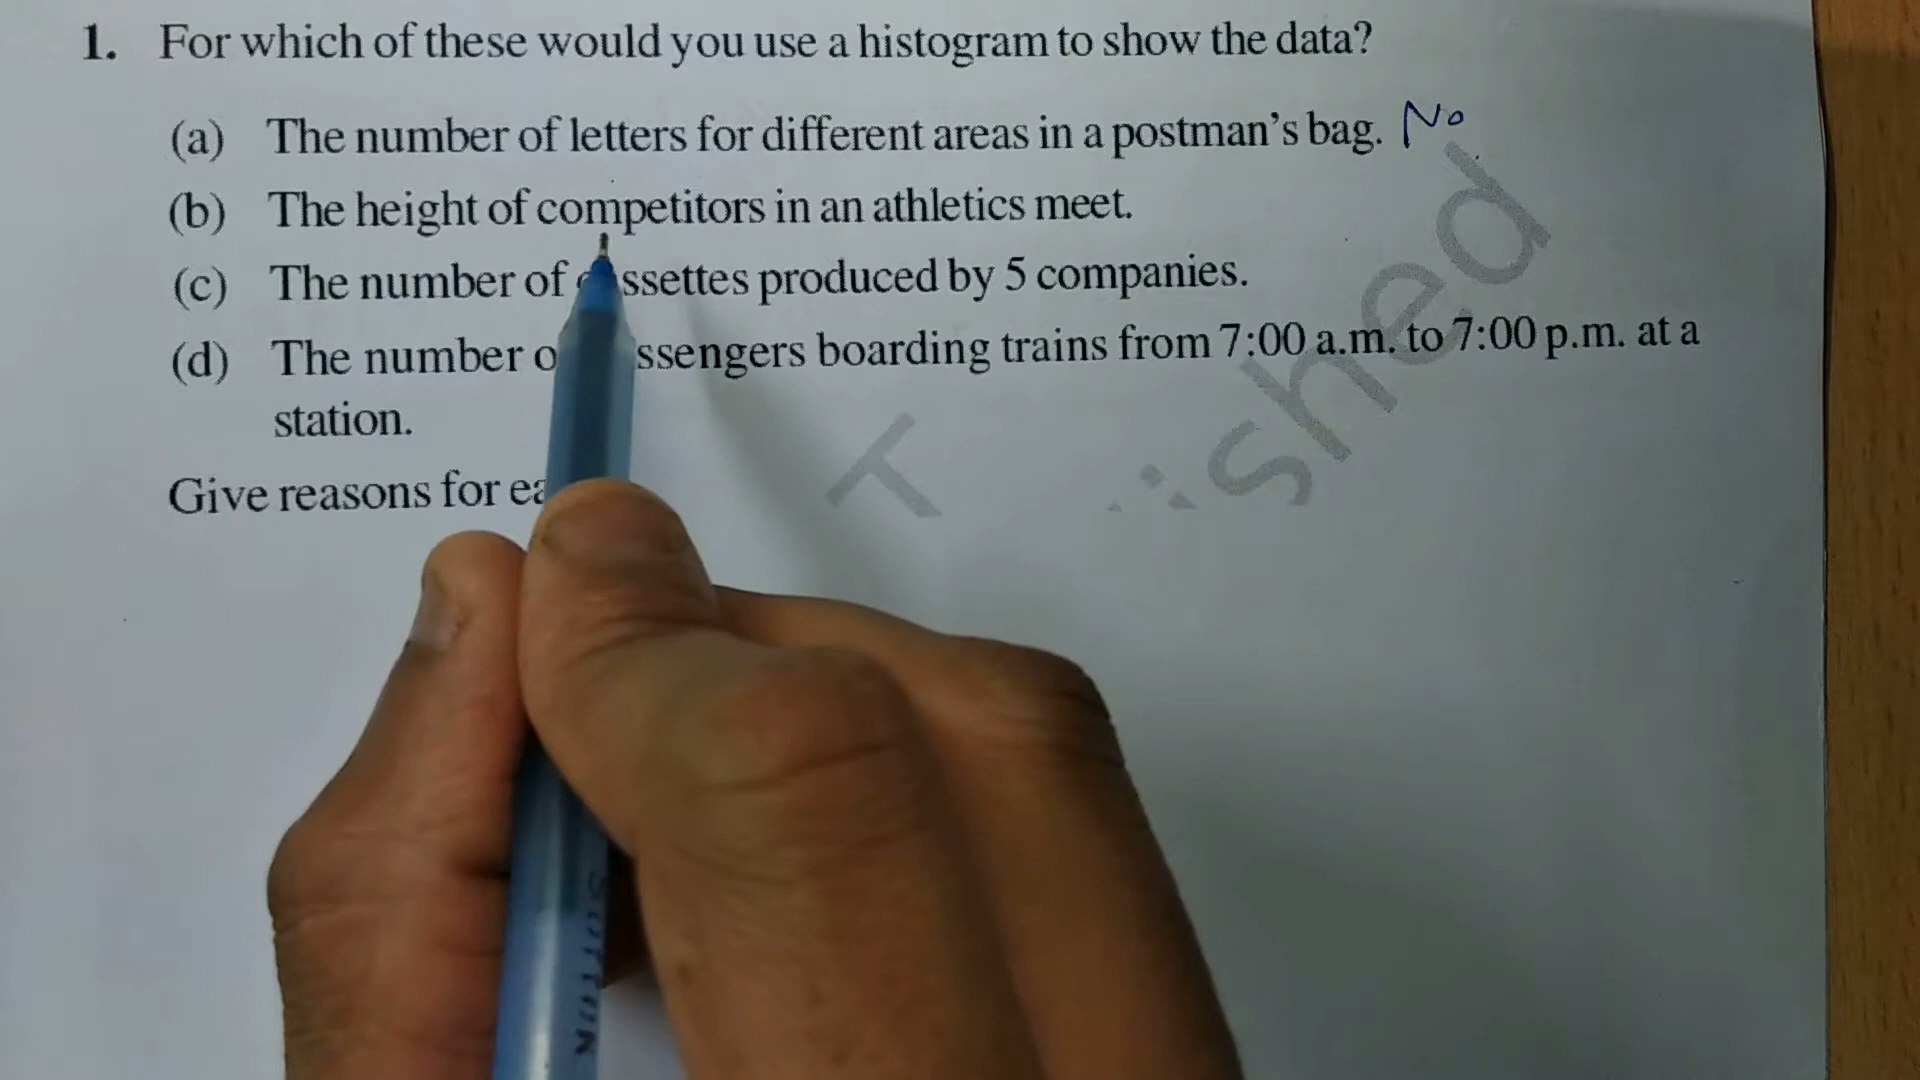 1. For which of these would you use a histogram to show the data?
(a) The number of letters for different areas in a postman's bag. No
(b) The height of competitors in an athletics meet.
(c) The number of ssettes produced by 5 companies.
(d) The number o ssengers boarding trains from 7:00 a.m. to 7:00 p.m. at a
station.
Give reasons for ea
shed